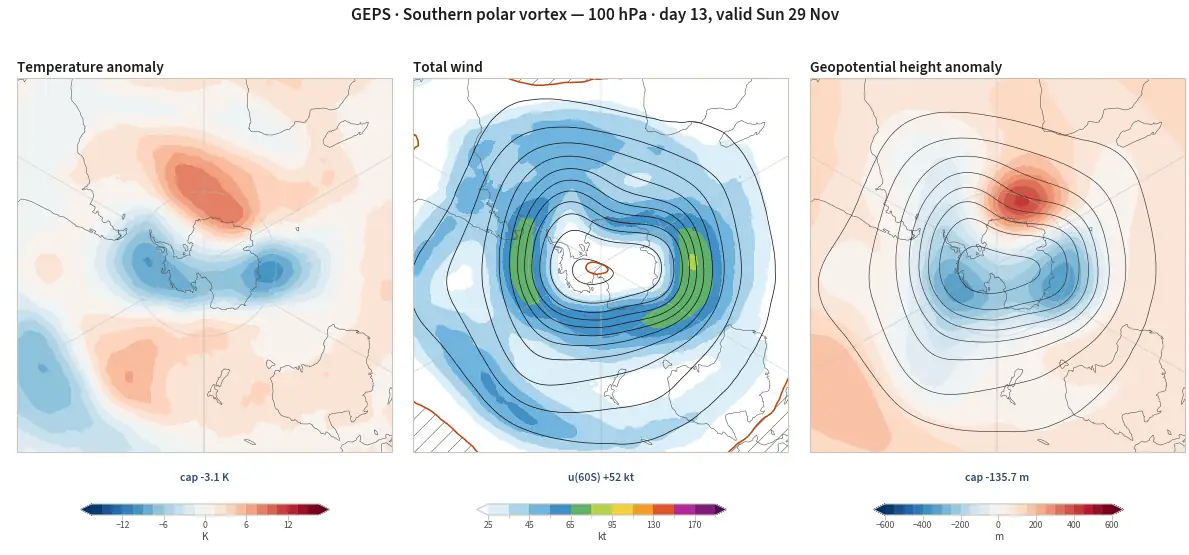 GEPS · Southern polar vortex — 100 hPa · day 13, valid Sun 29 Nov
Temperature anomaly
Total wind
Geopotential height anomaly
cap -3.1 K
u(60S) +52 kt
cap -135.7 m
−12 −6 0 6 12
K
25 45 65 95 130 170
kt
−600 −400 −200 0 200 400 600
m